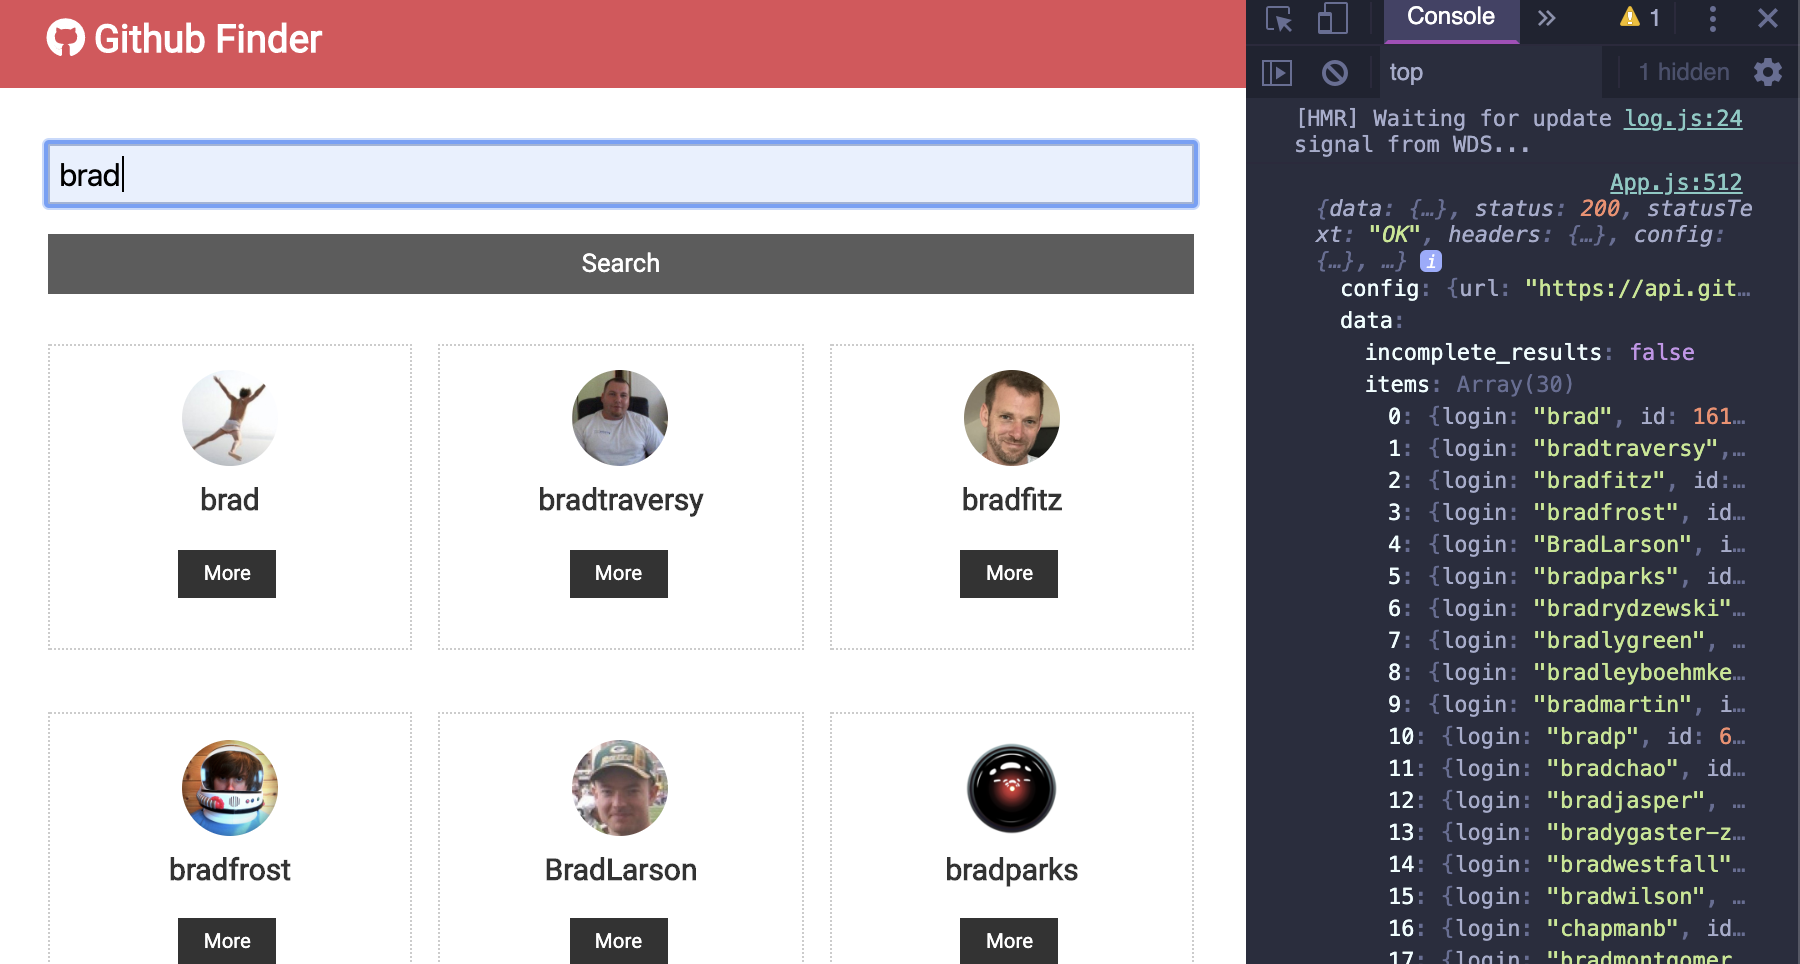 Github Finder
brad
Search
brad
bradtraversy
bradfitz
More
More
More
bradfrost
BradLarson
bradparks
More
More
More
Console
1
top
1 hidden
[HMR] Waiting for update log.js:24
signal from WDS...
App.js:512
{data: {…}, status: 200, statusTe
xt: "OK", headers: {…}, config:
{…}, …} i
config: {url: "https://api.git…
data:
incomplete_results: false
items: Array(30)
0: {login: "brad", id: 161…
1: {login: "bradtraversy",…
2: {login: "bradfitz", id:…
3: {login: "bradfrost", id…
4: {login: "BradLarson", i…
5: {login: "bradparks", id…
6: {login: "bradrydzewski"…
7: {login: "bradlygreen", …
8: {login: "bradleyboehmke…
9: {login: "bradmartin", i…
10: {login: "bradp", id: 6…
11: {login: "bradchao", id…
12: {login: "bradjasper", …
13: {login: "bradygaster-z…
14: {login: "bradwestfall"…
15: {login: "bradwilson", …
16: {login: "chapmanb", id…
17: {login: "bradmontgomer…